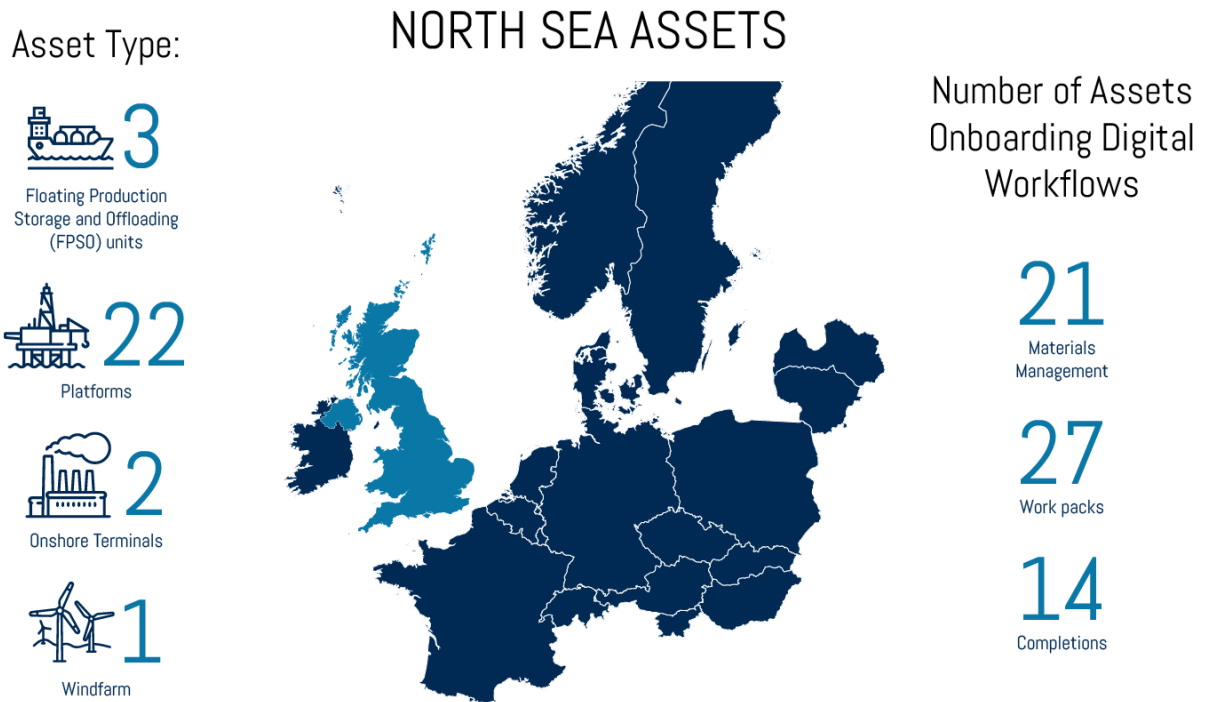 NORTH SEA ASSETS
Asset Type:
3
Floating Production
Storage and Offloading
(FPSO) units
22
Platforms
2
Onshore Terminals
1
Windfarm
Number of Assets
Onboarding Digital
Workflows
21
Materials
Management
27
Work packs
14
Completions